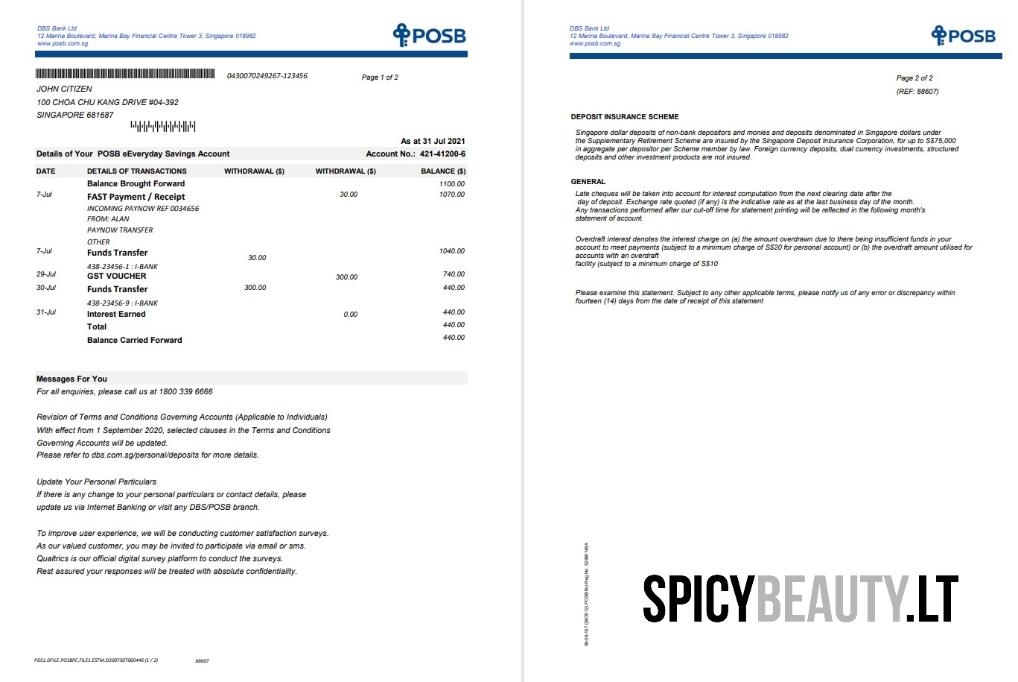 DBS Bank Ltd
12 Marina Boulevard, Marina Bay Financial Centre Tower 3, Singapore 018982
www.posb.com.sg
POSB
0430070249267-123456
Page 1 of 2
JOHN CITIZEN
100 CHOA CHU KANG DRIVE #04-392
SINGAPORE 681687
As at 31 Jul 2021
Details of Your POSB eEveryday Savings Account Account No.: 421-41200-6
DATE DETAILS OF TRANSACTIONS WITHDRAWAL ($) WITHDRAWAL ($) BALANCE ($)
Balance Brought Forward 1100.00
7-Jul FAST Payment / Receipt 30.00 1070.00
INCOMING PAYNOW REF 0034656
FROM: ALAN
PAYNOW TRANSFER
OTHER
7-Jul Funds Transfer 30.00 1040.00
438-23456-1 : I-BANK
29-Jul GST VOUCHER 300.00 740.00
30-Jul Funds Transfer 300.00 440.00
438-23456-9 : I-BANK
31-Jul Interest Earned 0.00 440.00
Total 440.00
Balance Carried Forward 440.00
Messages For You
For all enquiries, please call us at 1800 339 6666
Revision of Terms and Conditions Governing Accounts (Applicable to Individuals)
With effect from 1 September 2020, selected clauses in the Terms and Conditions
Governing Accounts will be updated.
Please refer to dbs.com.sg/personal/deposits for more details.
Update Your Personal Particulars
If there is any change to your personal particulars or contact details, please
update us via Internet Banking or visit any DBS/POSB branch.
To improve user experience, we will be conducting customer satisfaction surveys.
As our valued customer, you may be invited to participate via email or sms.
Qualtrics is our official digital survey platform to conduct the surveys.
Rest assured your responses will be treated with absolute confidentiality.
88607
DBS Bank Ltd
12 Marina Boulevard, Marina Bay Financial Centre Tower 3, Singapore 018982
www.posb.com.sg
POSB
Page 2 of 2
(REF: 88607)
DEPOSIT INSURANCE SCHEME
Singapore dollar deposits of non-bank depositors and monies and deposits denominated in Singapore dollars under
the Supplementary Retirement Scheme are insured by the Singapore Deposit Insurance Corporation, for up to S$75,000
in aggregate per depositor per Scheme member by law. Foreign currency deposits, dual currency investments, structured
deposits and other investment products are not insured.
GENERAL
Late cheques will be taken into account for interest computation from the next clearing date after the
day of deposit. Exchange rate quoted (if any) is the indicative rate as at the last business day of the month.
Any transactions performed after our cut-off time for statement printing will be reflected in the following month's
statement of account.
Overdraft interest denotes the interest charge on (a) the amount overdrawn due to there being insufficient funds in your
account to meet payments (subject to a minimum charge of S$20 for personal account) or (b) the overdraft amount utilised for
accounts with an overdraft
facility (subject to a minimum charge of S$10
Please examine this statement. Subject to any other applicable terms, please notify us of any error or discrepancy within
fourteen (14) days from the date of receipt of this statement
SPICYBEAUTY.LT